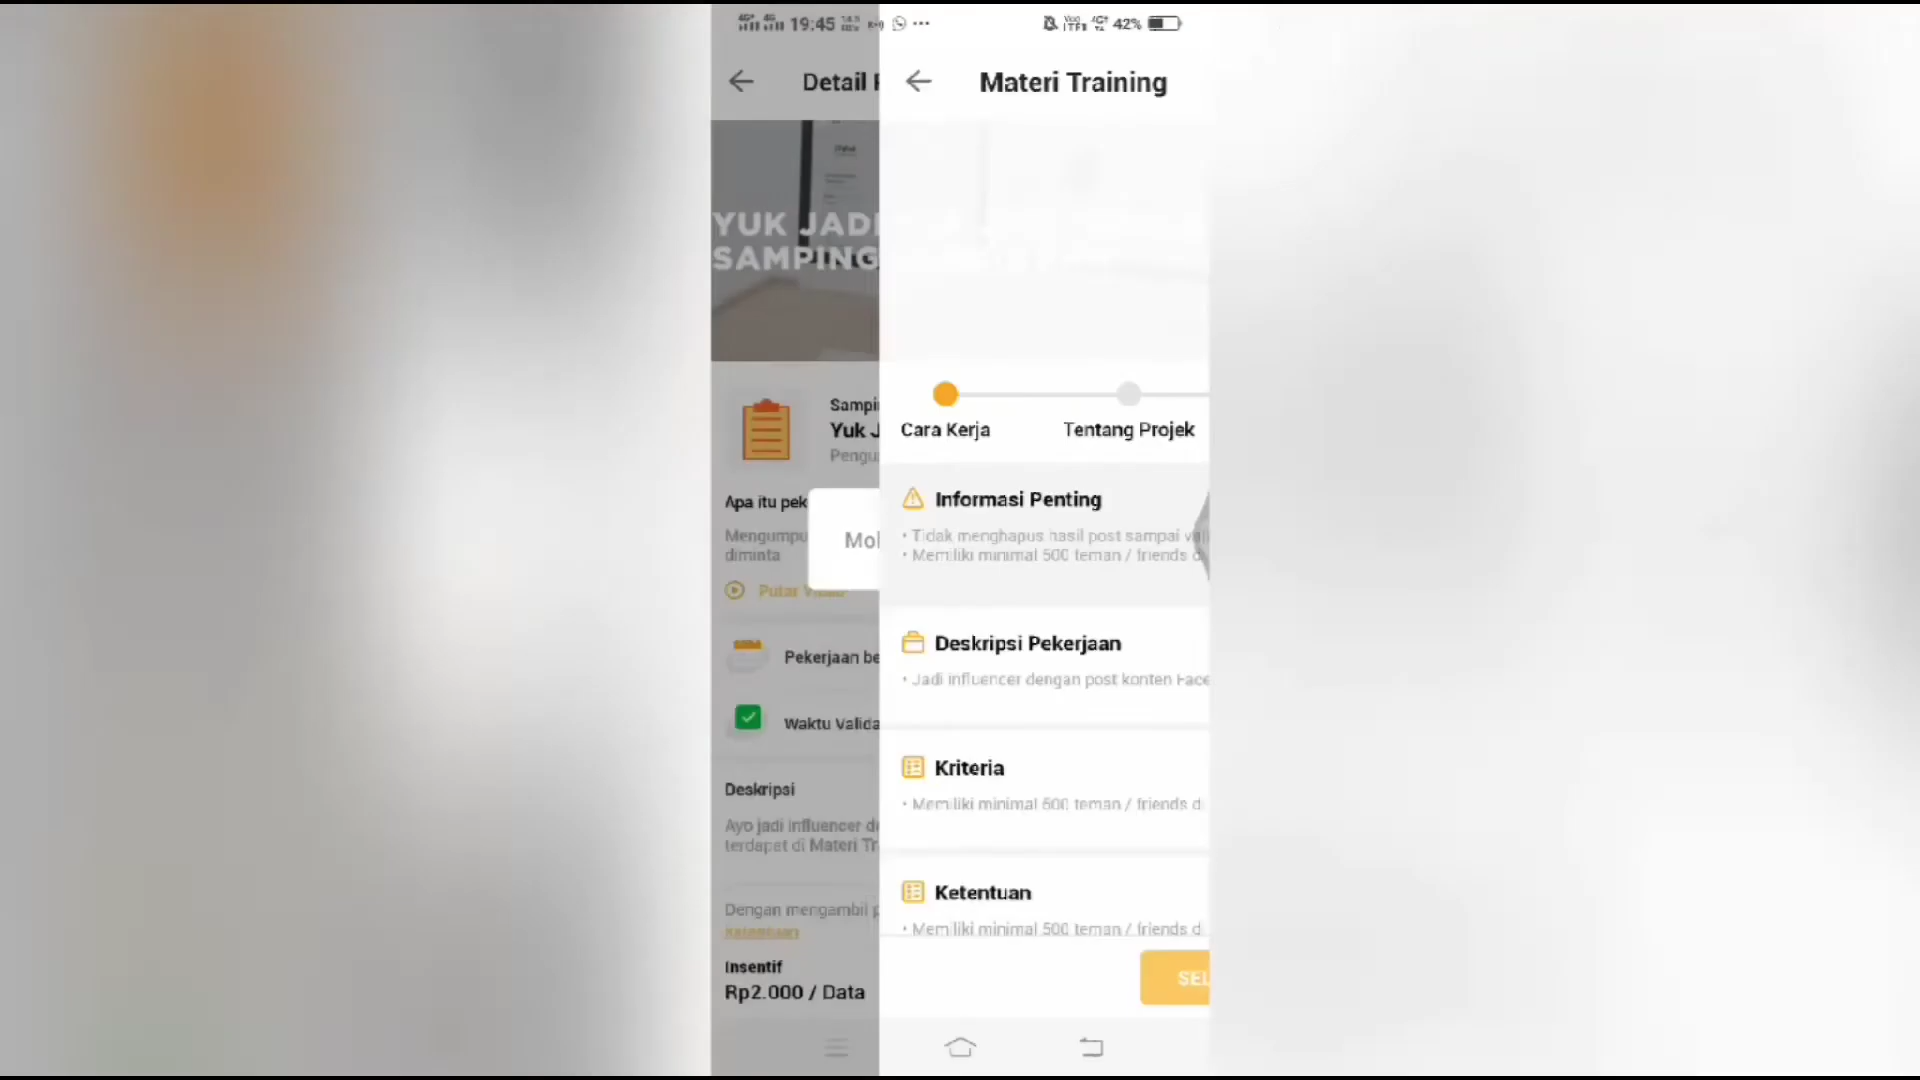 19:45
42%
Detail
Materi Training
YUK JADI
SAMPING
Cara Kerja
Tentang Projek
Sampi
Yuk J
Pengu
Apa itu pek
Mengumpu
diminta
Putar Video
Mol
Informasi Penting
• Tidak menghapus hasil post sampai
• Memiliki minimal 500 teman / friends d
Pekerjaan be
Waktu Valida
Deskripsi Pekerjaan
• Jadi influencer dengan post konten Face
Kriteria
• Memiliki minimal 500 teman / friends di
Deskripsi
Ayo jadi influencer de
terdapat di Materi Tr
Ketentuan
• Memiliki minimal 500 teman / friends d
Dengan mengambil p
Ketentuan
Insentif
Rp2.000 / Data
SEL